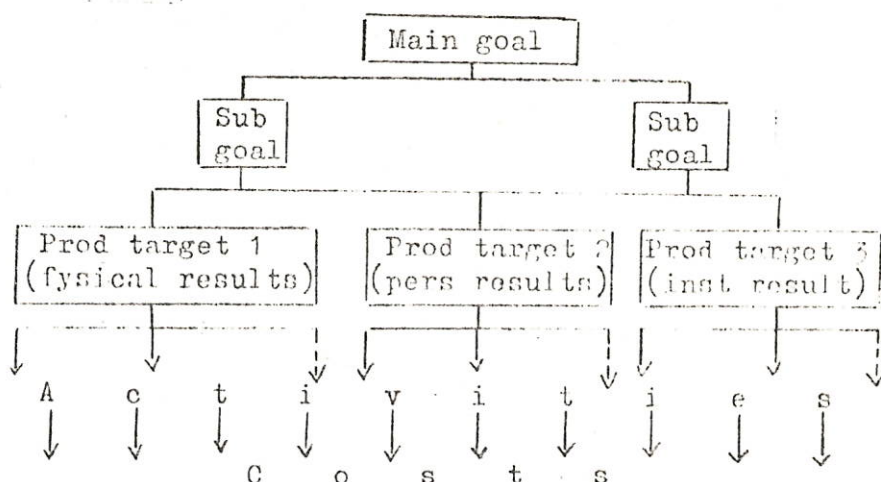 Main goal
Sub goal
Sub goal
Prod target 1 (fysical results)
Prod target 2 (pers results)
Prod target 3 (inst result)
A c t i v i t i e s
C o s t s